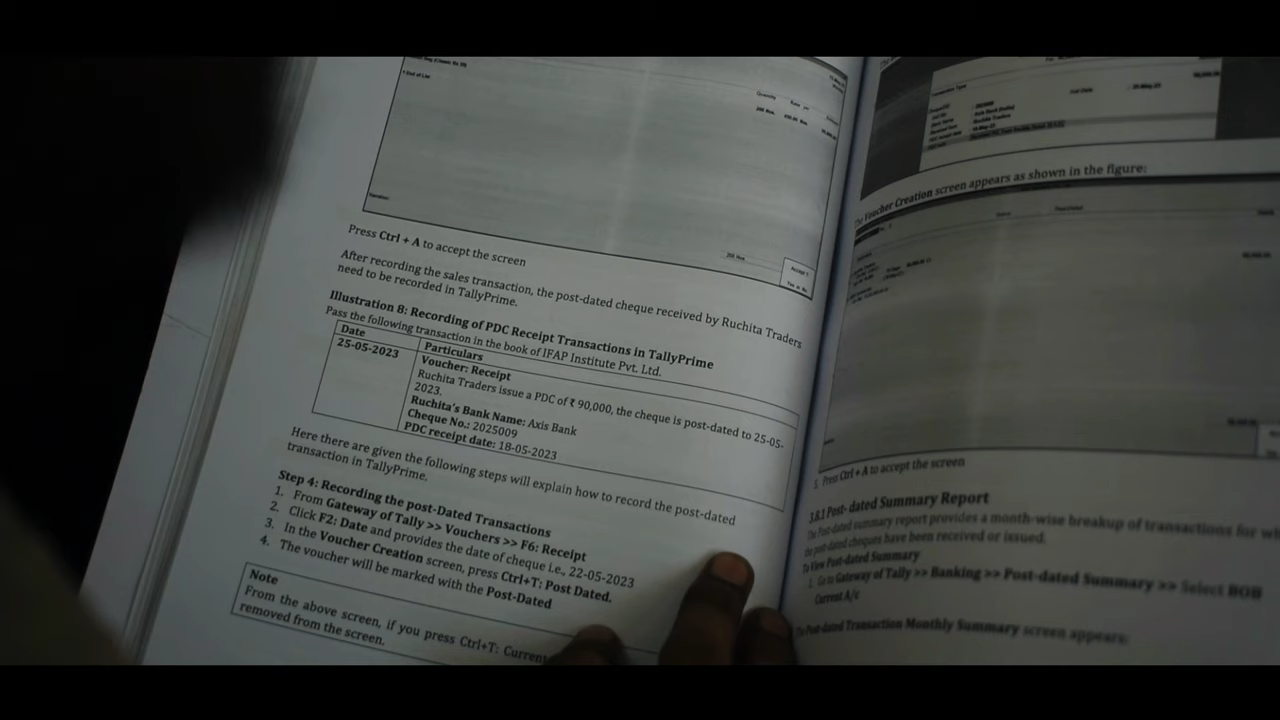 Press Ctrl + A to accept the screen
After recording the sales transaction, the post-dated cheque received by Ruchita Traders
need to be recorded in TallyPrime.
Illustration 8: Recording of PDC Receipt Transactions in TallyPrime
Pass the following transaction in the book of IFAP Institute Pvt. Ltd.
Date Particulars
25-05-2023 Voucher: Receipt
Ruchita Traders issue a PDC of ₹ 90,000, the cheque is post-dated to 25-05-
2023.
Ruchita's Bank Name: Axis Bank
Cheque No.: 2025009
PDC receipt date: 18-05-2023
Here there are given the following steps will explain how to record the post-dated
transaction in TallyPrime.
Step 4: Recording the post-Dated Transactions
1. From Gateway of Tally >> Vouchers >> F6: Receipt
2. Click F2: Date and provides the date of cheque i.e., 22-05-2023
3. In the Voucher Creation screen, press Ctrl+T: Post Dated.
4. The voucher will be marked with the Post-Dated
Note
From the above screen, if you press Ctrl+T: Current
removed from the screen.
The Voucher Creation screen appears as shown in the figure:
5. Press Ctrl + A to accept the screen
3.8.1 Post- dated Summary Report
The Post-dated summary report provides a month-wise breakup of transactions for
the post-dated cheques have been received or issued.
To View Post-dated Summary
1. Go to Gateway of Tally >> Banking >> Post-dated Summary >> Select BOB
Current A/c
The Post-dated Transaction Monthly Summary screen appears: